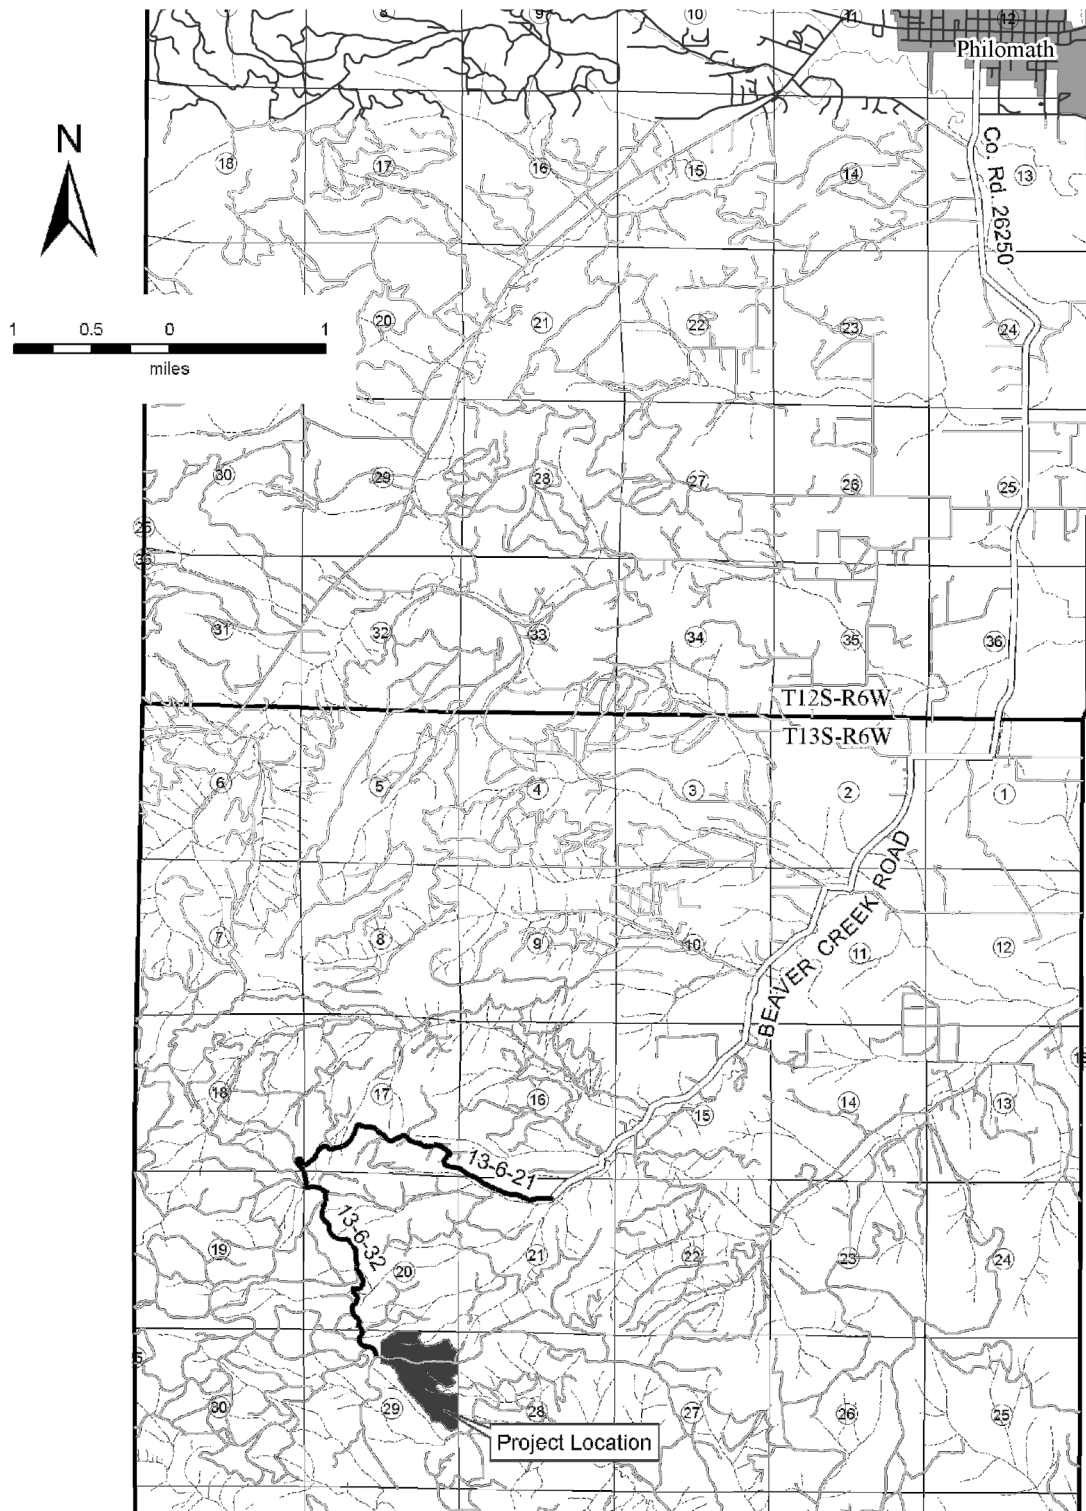 8 9 10 11 12
Philomath
N
18 17 16 15 14 13
Co. Rd. 26250
1 0.5 0 1
miles
20 21 22 23 24
30 29 28 27 26 25
25
36
31 32 33 34 35 36
T12S-R6W
T13S-R6W
6 5 4 3 2 1
BEAVER CREEK ROAD
7 8 9 10 11 12
18 17 16 15 14 13
13-6-21
13-6-32
19 20 21 22 23 24
30 29 28 27 26 25
Project Location